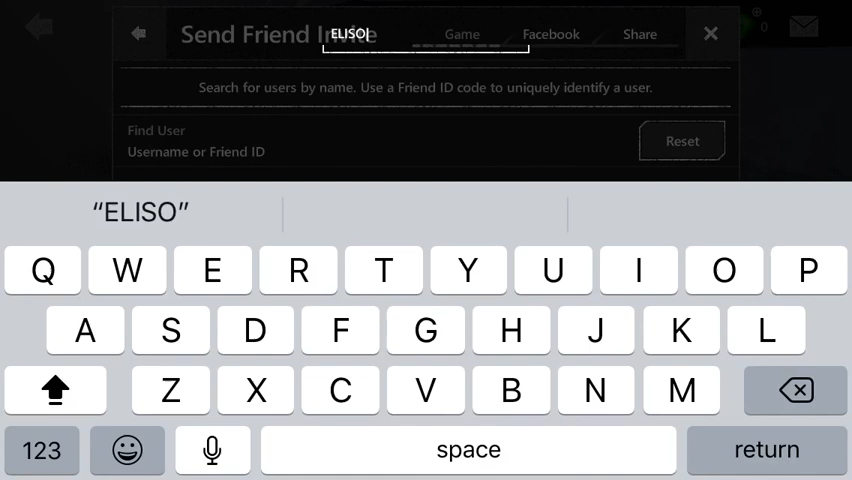 Send Friend Invite
ELISO
Game
Facebook
Share
0
Search for users by name. Use a Friend ID code to uniquely identify a user.
Find User
Username or Friend ID
Reset
“ELISO”
Q W E R T Y U I O P
A S D F G H J K L
Z X C V B N M
123
space
return